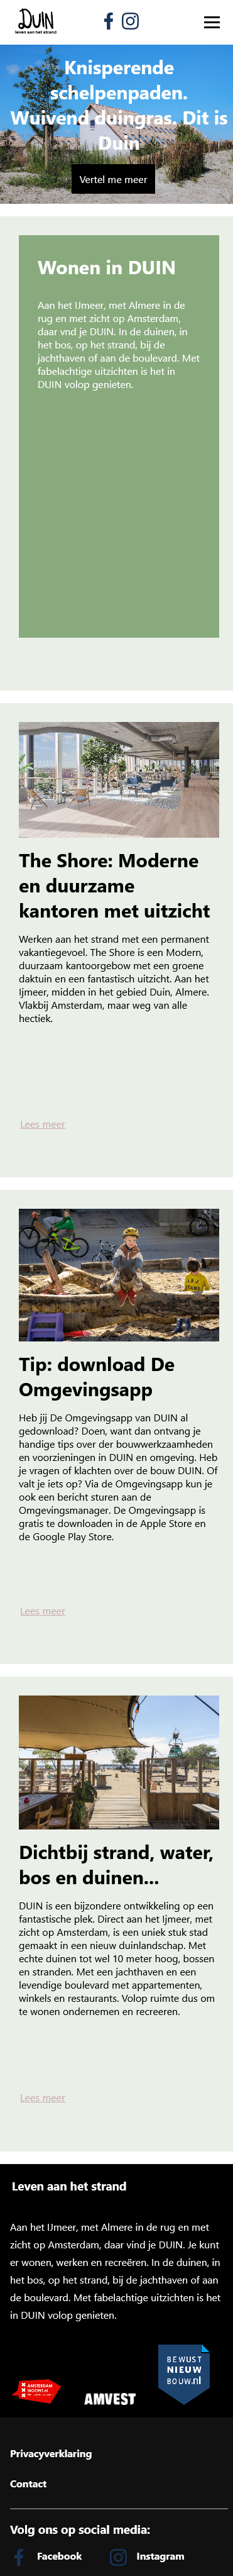 DUIN
leven aan het strand
Knisperende
schelpenpaden.
Wuivend duingras. Dit is
Duin
Vertel me meer
Wonen in DUIN
Aan het IJmeer, met Almere in de
rug en met zicht op Amsterdam,
daar vnd je DUIN. In de duinen, in
het bos, op het strand, bij de
jachthaven of aan de boulevard. Met
fabelachtige uitzichten is het in
DUIN volop genieten.
The Shore: Moderne
en duurzame
kantoren met uitzicht
Werken aan het strand met een permanent
vakantiegevoel. The Shore is een Modern,
duurzaam kantoorgebow met een groene
daktuin en een fantastisch uitzicht. Aan het
Ijmeer, midden in het gebied Duin, Almere.
Vlakbij Amsterdam, maar weg van alle
hectiek.
Lees meer
Tip: download De
Omgevingsapp
Heb jij De Omgevingsapp van DUIN al
gedownload? Doen, want dan ontvang je
handige tips over der bouwwerkzaamheden
en voorzieningen in DUIN en omgeving. Heb
je vragen of klachten over de bouw DUIN. Of
valt je iets op? Via de Omgevingsapp kun je
ook een bericht sturen aan de
Omgevingsmanager. De Omgevingsapp is
gratis te downloaden in de Apple Store en
de Google Play Store.
Lees meer
Dichtbij strand, water,
bos en duinen...
DUIN is een bijzondere ontwikkeling op een
fantastische plek. Direct aan het Ijmeer, met
zicht op Amsterdam, is een uniek stuk stad
gemaakt in een nieuw duinlandschap. Met
echte duinen tot wel 10 meter hoog, bossen
en stranden. Met een jachthaven en een
levendige boulevard met appartementen,
winkels en restaurants. Volop ruimte dus om
te wonen ondernemen en recreeren.
Lees meer
Leven aan het strand
Aan het IJmeer, met Almere in de rug en met
zicht op Amsterdam, daar vind je DUIN. Je kunt
er wonen, werken en recreëren. In de duinen, in
het bos, op het strand, bij de jachthaven of aan
de boulevard. Met fabelachtige uitzichten is het
in DUIN volop genieten.
AMSTERDAM
WOONT.nl
AMVEST
BEWUST
NIEUW
BOUW.nl
Privacyverklaring
Contact
Volg ons op social media:
Facebook
Instagram